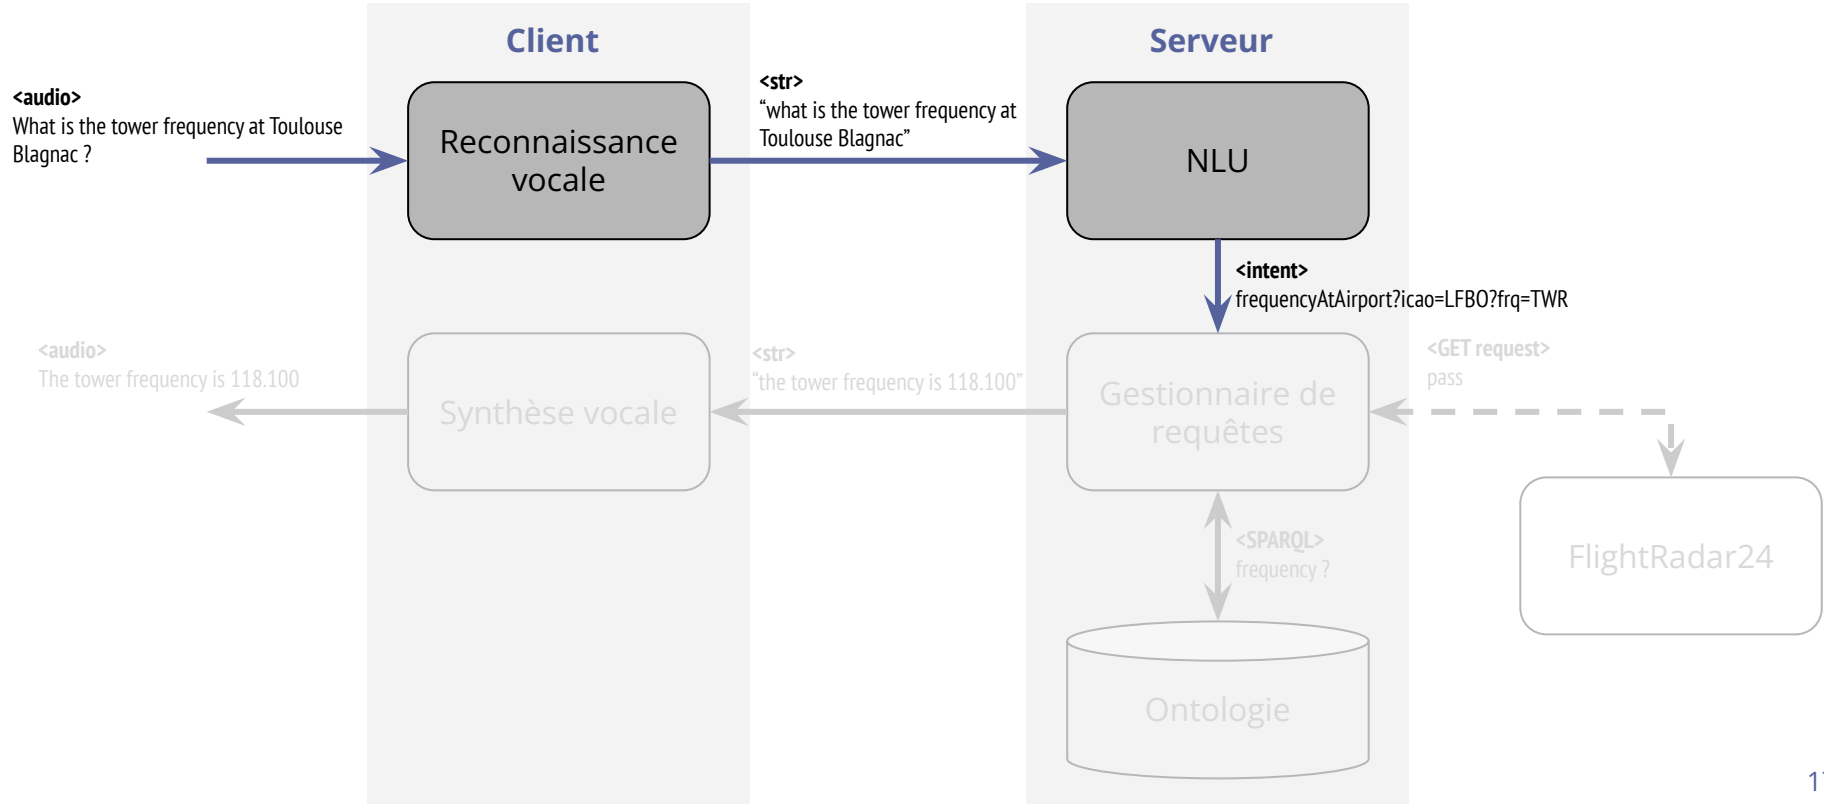 Client
Serveur
<audio>
What is the tower frequency at Toulouse
Blagnac ?
Reconnaissance
vocale
<str>
“what is the tower frequency at
Toulouse Blagnac”
NLU
<intent>
frequencyAtAirport?icao=LFBO?frq=TWR
<audio>
The tower frequency is 118.100
Synthèse vocale
<str>
“the tower frequency is 118.100”
Gestionnaire de
requêtes
<GET request>
pass
FlightRadar24
<SPARQL>
frequency ?
Ontologie